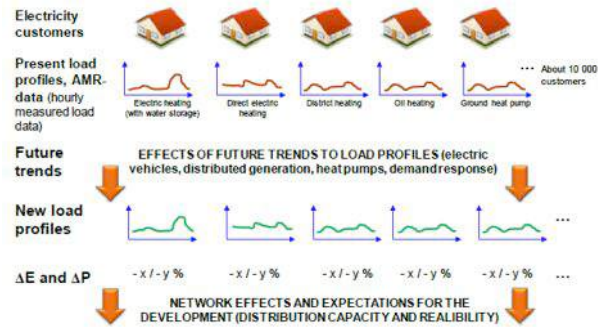 Electricity
customers
Present load
profiles, AMR-
data (hourly
measured load
data)
Electric heating
(with water storage)
Direct electric
heating
District heating
Oil heating
Ground heat pump
... About 10 000
customers
Future
trends
EFFECTS OF FUTURE TRENDS TO LOAD PROFILES (electric
vehicles, distributed generation, heat pumps, demand response)
New load
profiles
...
ΔE and ΔP
- x / - y %
- x / - y %
- x / - y %
- x / - y %
- x / - y %
...
NETWORK EFFECTS AND EXPECTATIONS FOR THE
DEVELOPMENT (DISTRIBUTION CAPACITY AND REALIBILITY)